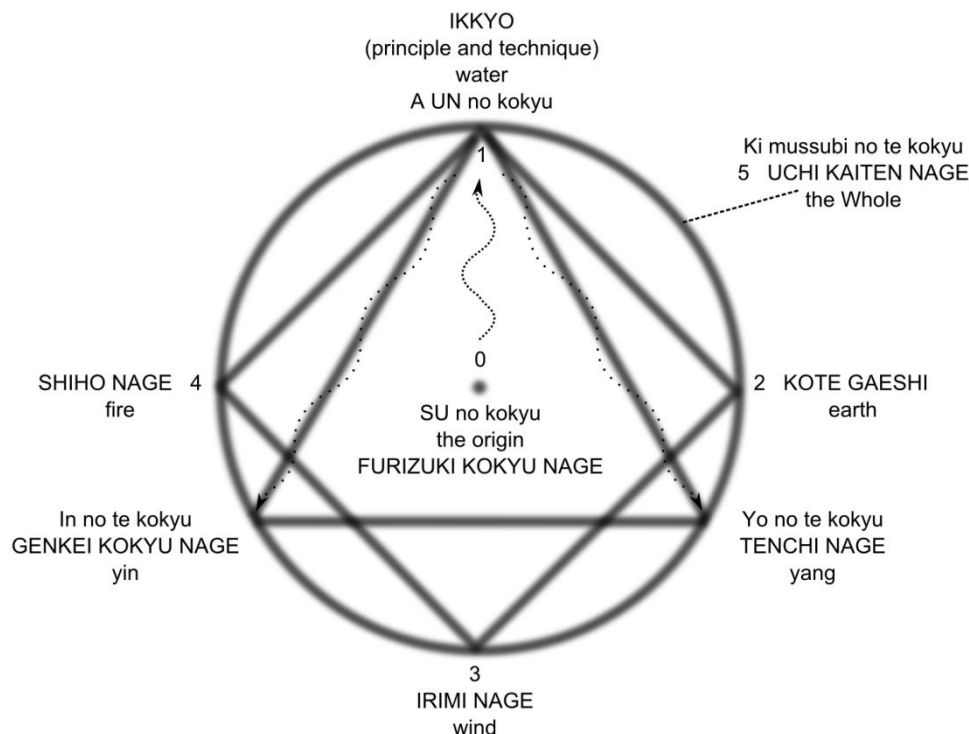 IKKYO
(principle and technique)
water
A UN no kokyu
1
Ki mussubi no te kokyu
5 UCHI KAITEN NAGE
the Whole
0
SHIHO NAGE 4
fire
2 KOTE GAESHI
earth
SU no kokyu
the origin
FURIZUKI KOKYU NAGE
In no te kokyu
GENKEI KOKYU NAGE
yin
Yo no te kokyu
TENCHI NAGE
yang
3
IRIMI NAGE
wind